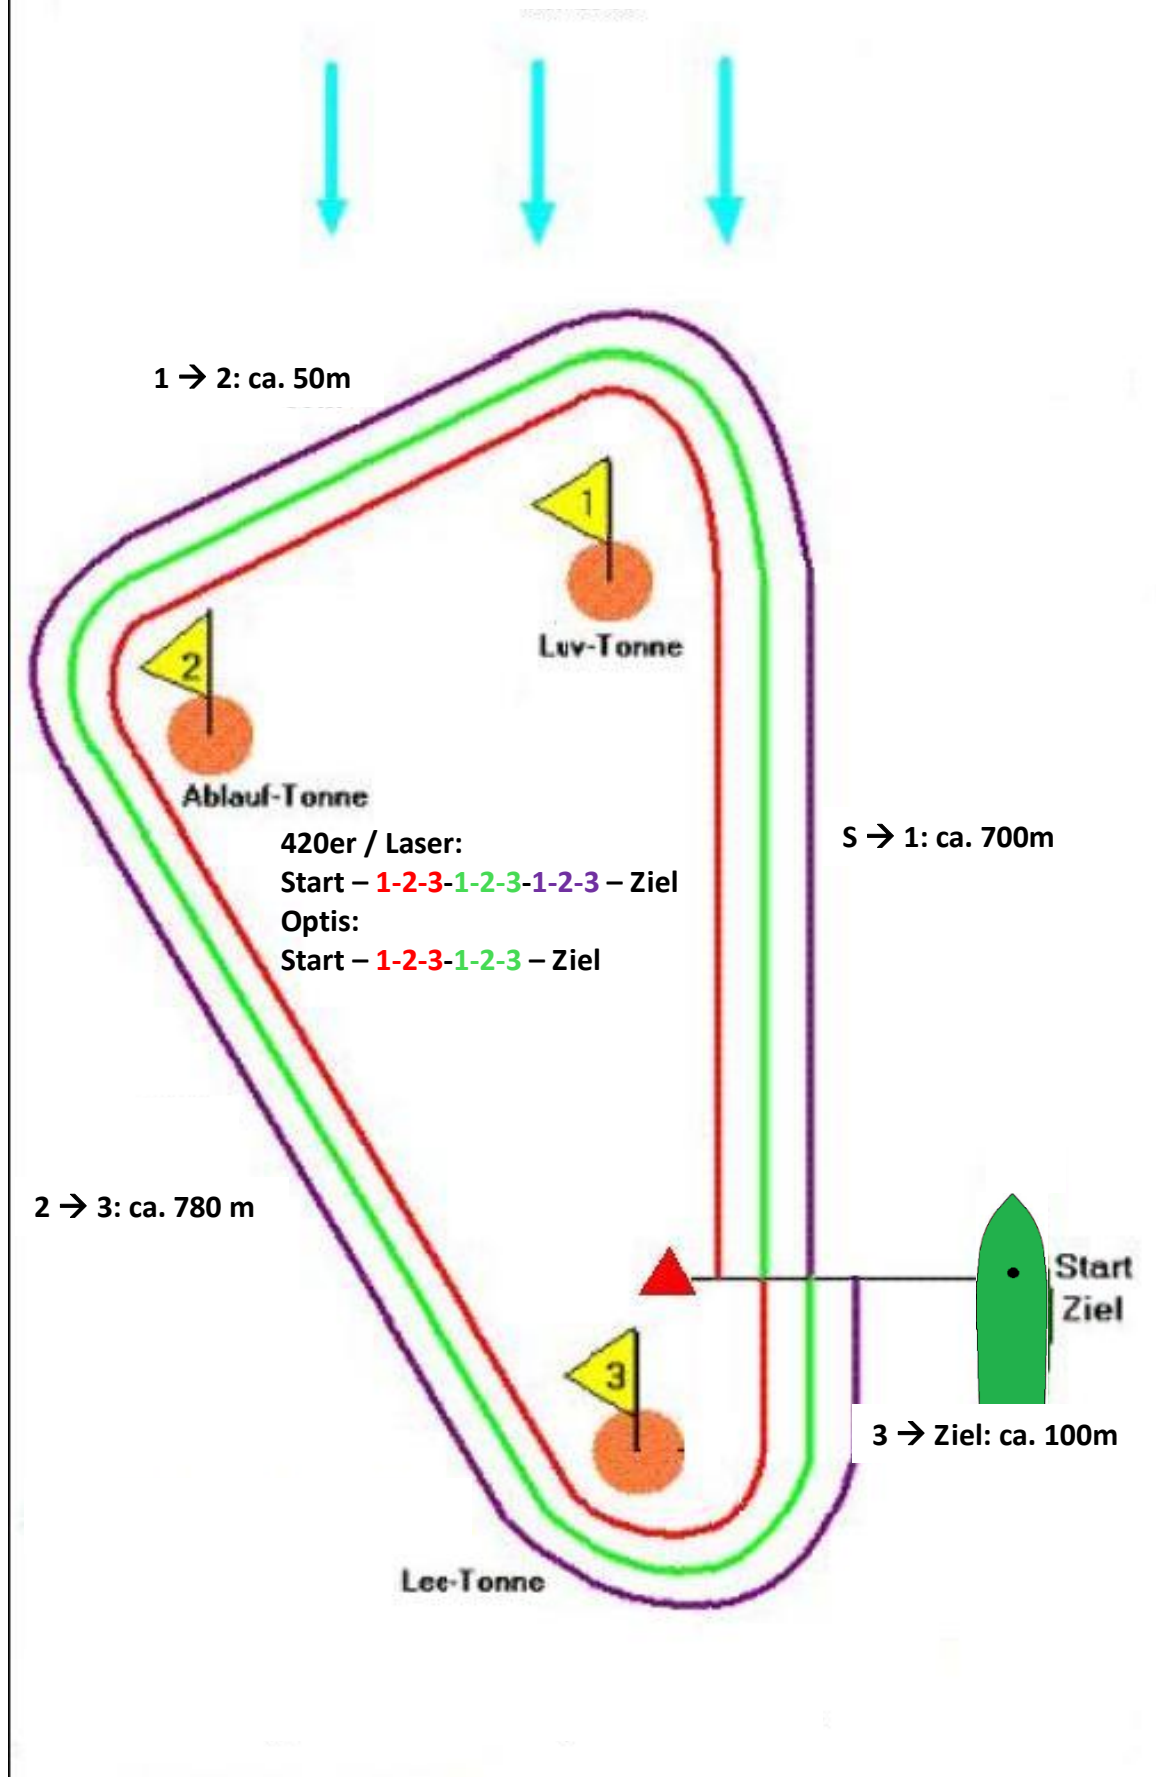 1 → 2: ca. 50m
1
Luv-Tonne
2
Ablauf-Tonne
S → 1: ca. 700m
420er / Laser:
Start – 1-2-3-1-2-3-1-2-3 – Ziel
Optis:
Start – 1-2-3-1-2-3 – Ziel
2 → 3: ca. 780 m
Start
Ziel
3
3 → Ziel: ca. 100m
Lee-Tonne